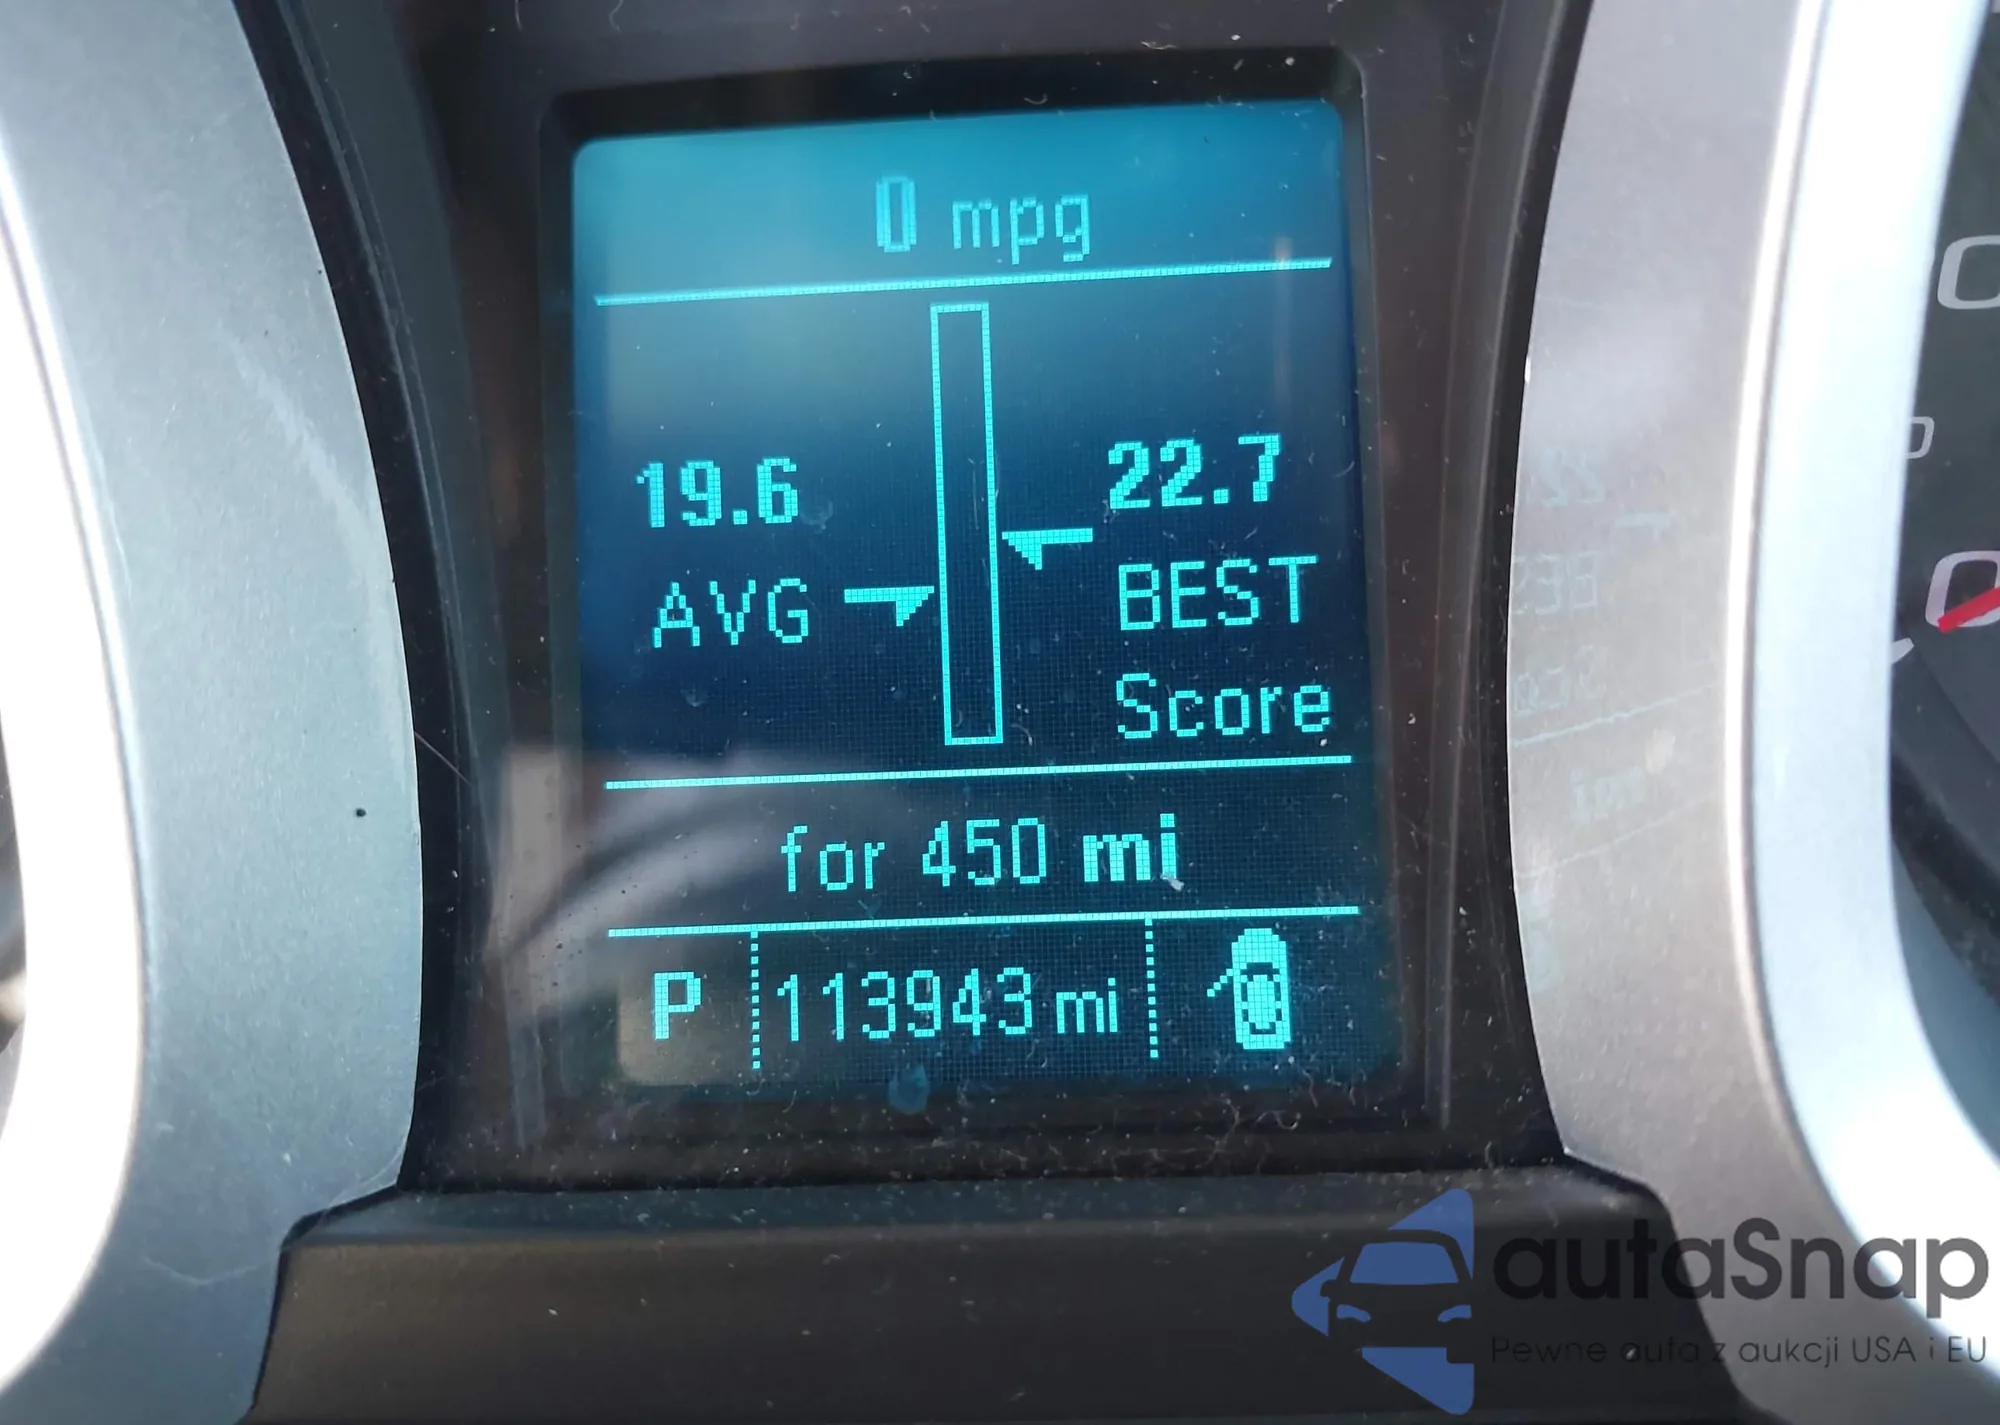 0 mpg
19.6
AVG
22.7
BEST
Score
for 450 mi
P 113943 mi
autaSnap
Pewne auta z aukcji USA i EU